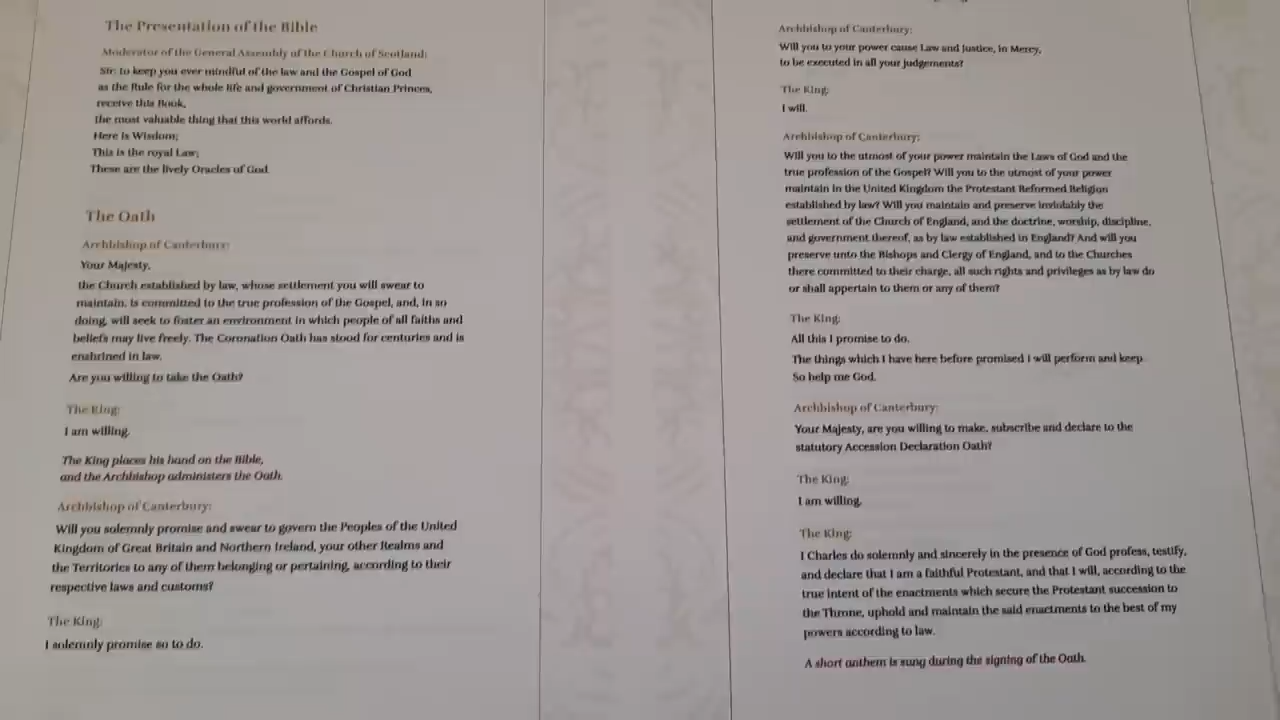 The Presentation of the Bible
Moderator of the General Assembly of the Church of Scotland:
Sir: to keep you ever mindful of the law and the Gospel of God
as the Rule for the whole life and government of Christian Princes,
receive this Book,
the most valuable thing that this world affords.
Here is Wisdom;
This is the royal Law;
These are the lively Oracles of God.
The Oath
Archbishop of Canterbury:
Your Majesty,
the Church established by law, whose settlement you will swear to
maintain, is committed to the true profession of the Gospel, and, in so
doing, will seek to foster an environment in which people of all faiths and
beliefs may live freely. The Coronation Oath has stood for centuries and is
enshrined in law.
Are you willing to take the Oath?
The King:
I am willing.
The King places his hand on the Bible,
and the Archbishop administers the Oath.
Archbishop of Canterbury:
Will you solemnly promise and swear to govern the Peoples of the United
Kingdom of Great Britain and Northern Ireland, your other Realms and
the Territories to any of them belonging or pertaining, according to their
respective laws and customs?
The King:
I solemnly promise so to do.
Archbishop of Canterbury:
Will you to your power cause Law and Justice, in Mercy,
to be executed in all your judgements?
The King:
I will.
Archbishop of Canterbury:
Will you to the utmost of your power maintain the Laws of God and the
true profession of the Gospel? Will you to the utmost of your power
maintain in the United Kingdom the Protestant Reformed Religion
established by law? Will you maintain and preserve inviolably the
settlement of the Church of England, and the doctrine, worship, discipline,
and government thereof, as by law established in England? And will you
preserve unto the Bishops and Clergy of England, and to the Churches
there committed to their charge, all such rights and privileges as by law do
or shall appertain to them or any of them?
The King:
All this I promise to do.
The things which I have here before promised I will perform and keep.
So help me God.
Archbishop of Canterbury:
Your Majesty, are you willing to make, subscribe and declare to the
statutory Accession Declaration Oath?
The King:
I am willing.
The King:
I Charles do solemnly and sincerely in the presence of God profess, testify,
and declare that I am a faithful Protestant, and that I will, according to the
true intent of the enactments which secure the Protestant succession to
the Throne, uphold and maintain the said enactments to the best of my
powers according to law.
A short anthem is sung during the signing of the Oath.